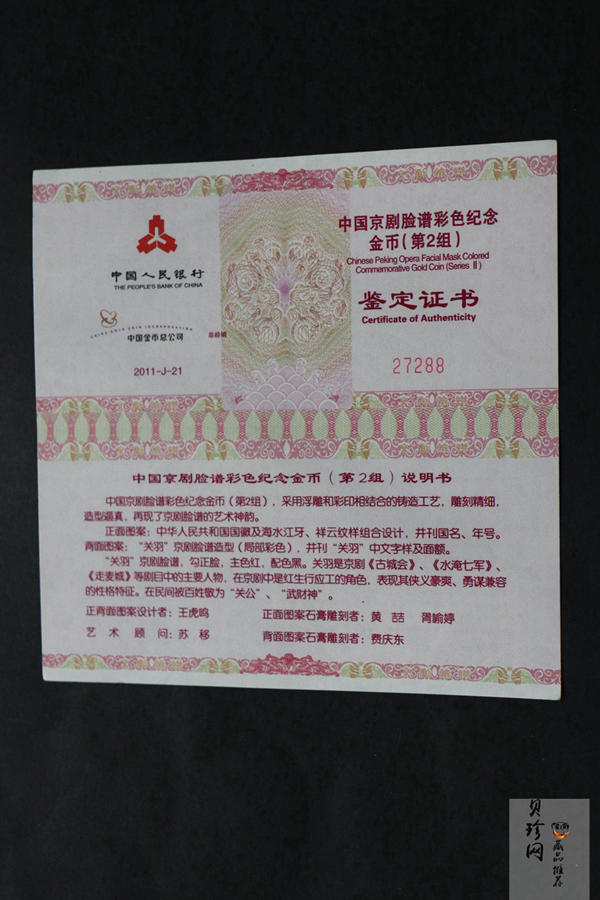 中国人民银行
THE PEOPLE'S BANK OF CHINA
CHINA GOLD COIN INCORPORATION
中国金币总公司
总经销
2011-J-21
中国京剧脸谱彩色纪念
金币(第2组)
Chinese Peking Opera Facial Mask Colored
Commemorative Gold Coin (Series Ⅱ)
鉴定证书
Certificate of Authenticity
27288
中国京剧脸谱彩色纪念金币(第2组)说明书
中国京剧脸谱彩色纪念金币(第2组),采用浮雕和彩印相结合的铸造工艺,雕刻精细,
造型逼真,再现了京剧脸谱的艺术神韵。
正面图案:中华人民共和国国徽及海水江牙、祥云纹样组合设计,并刊国名、年号。
背面图案:“关羽”京剧脸谱造型(局部彩色),并刊“关羽”中文字样及面额。
“关羽”京剧脸谱,勾正脸,主色红,配色黑。关羽是京剧《古城会》、《水淹七军》、
《走麦城》等剧目中的主要人物,在京剧中是红生行应工的角色,表现其侠义豪爽、勇谋兼容
的性格特征。在民间被百姓敬为“关公”、“武财神”。
正背面图案设计者:王虎鸣
正面图案石膏雕刻者:黄喆 胥榆婷
艺术顾问:苏移
背面图案石膏雕刻者:费庆东
贝珍网
藏品推荐